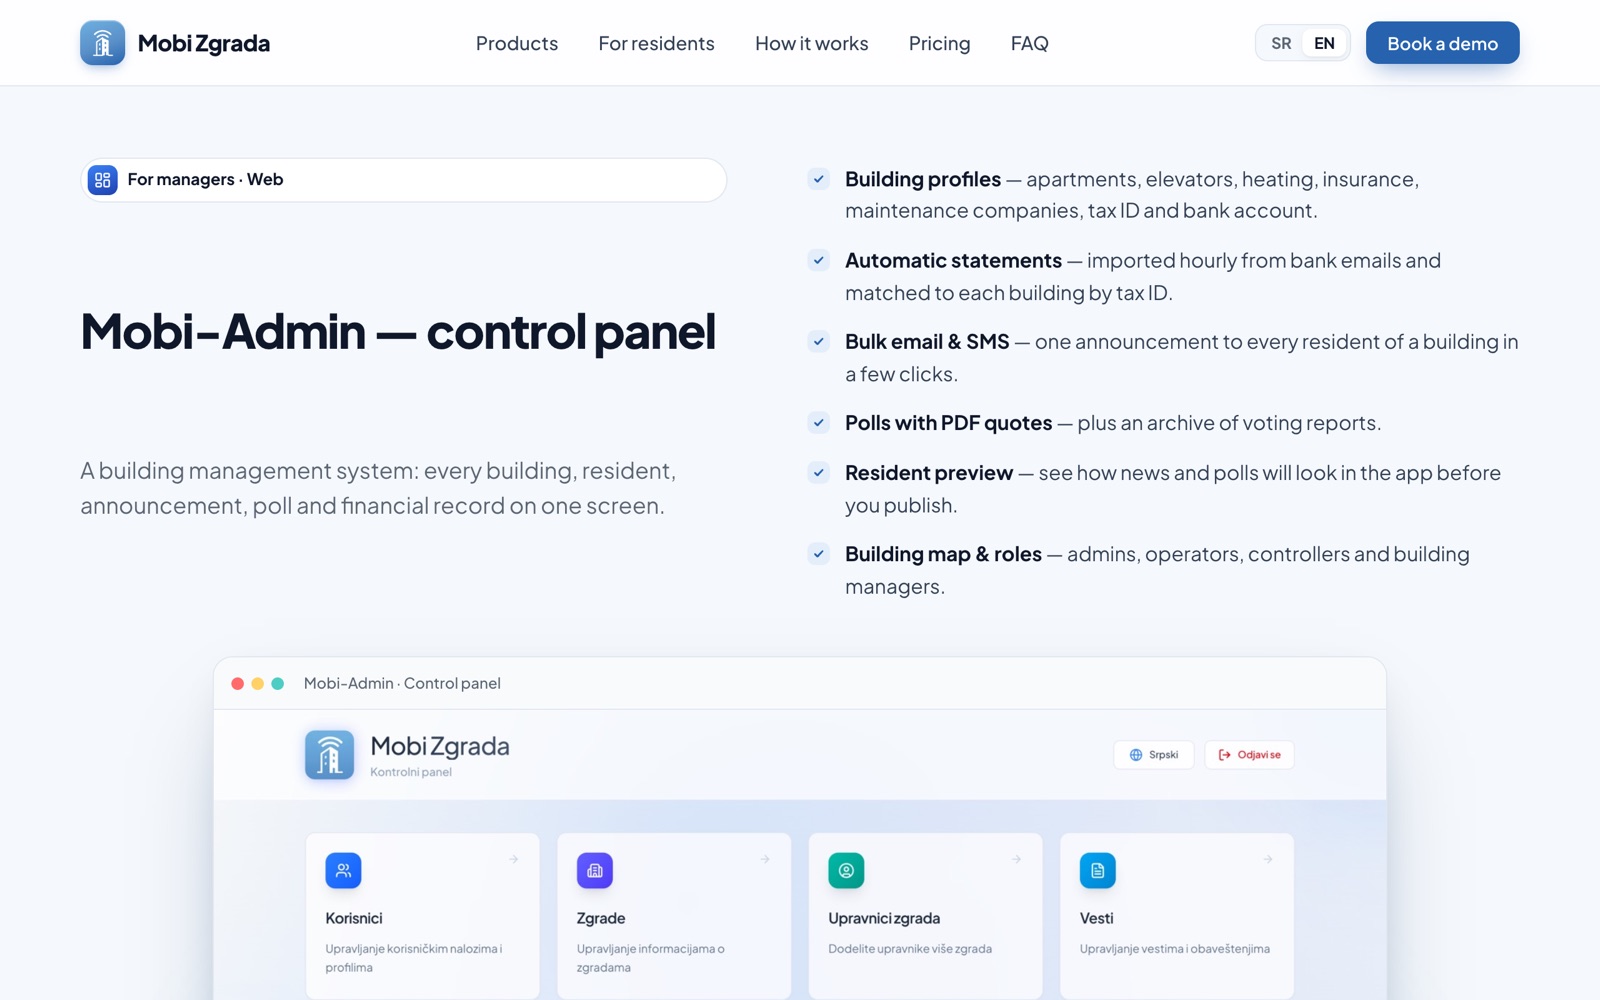 Mobi Zgrada
Products
For residents
How it works
Pricing
FAQ
SR
EN
Book a demo
For managers · Web
Mobi-Admin — control panel
A building management system: every building, resident,
announcement, poll and financial record on one screen.
Building profiles — apartments, elevators, heating, insurance,
maintenance companies, tax ID and bank account.
Automatic statements — imported hourly from bank emails and
matched to each building by tax ID.
Bulk email & SMS — one announcement to every resident of a building in
a few clicks.
Polls with PDF quotes — plus an archive of voting reports.
Resident preview — see how news and polls will look in the app before
you publish.
Building map & roles — admins, operators, controllers and building
managers.
Mobi-Admin · Control panel
Mobi Zgrada
Kontrolni panel
Srpski
Odjavi se
Korisnici
Upravljanje korisničkim nalozima i
profilima
Zgrade
Upravljanje informacijama o
zgradama
Upravnici zgrada
Dodelite upravnike više zgrada
Vesti
Upravljanje vestima i obaveštenjima